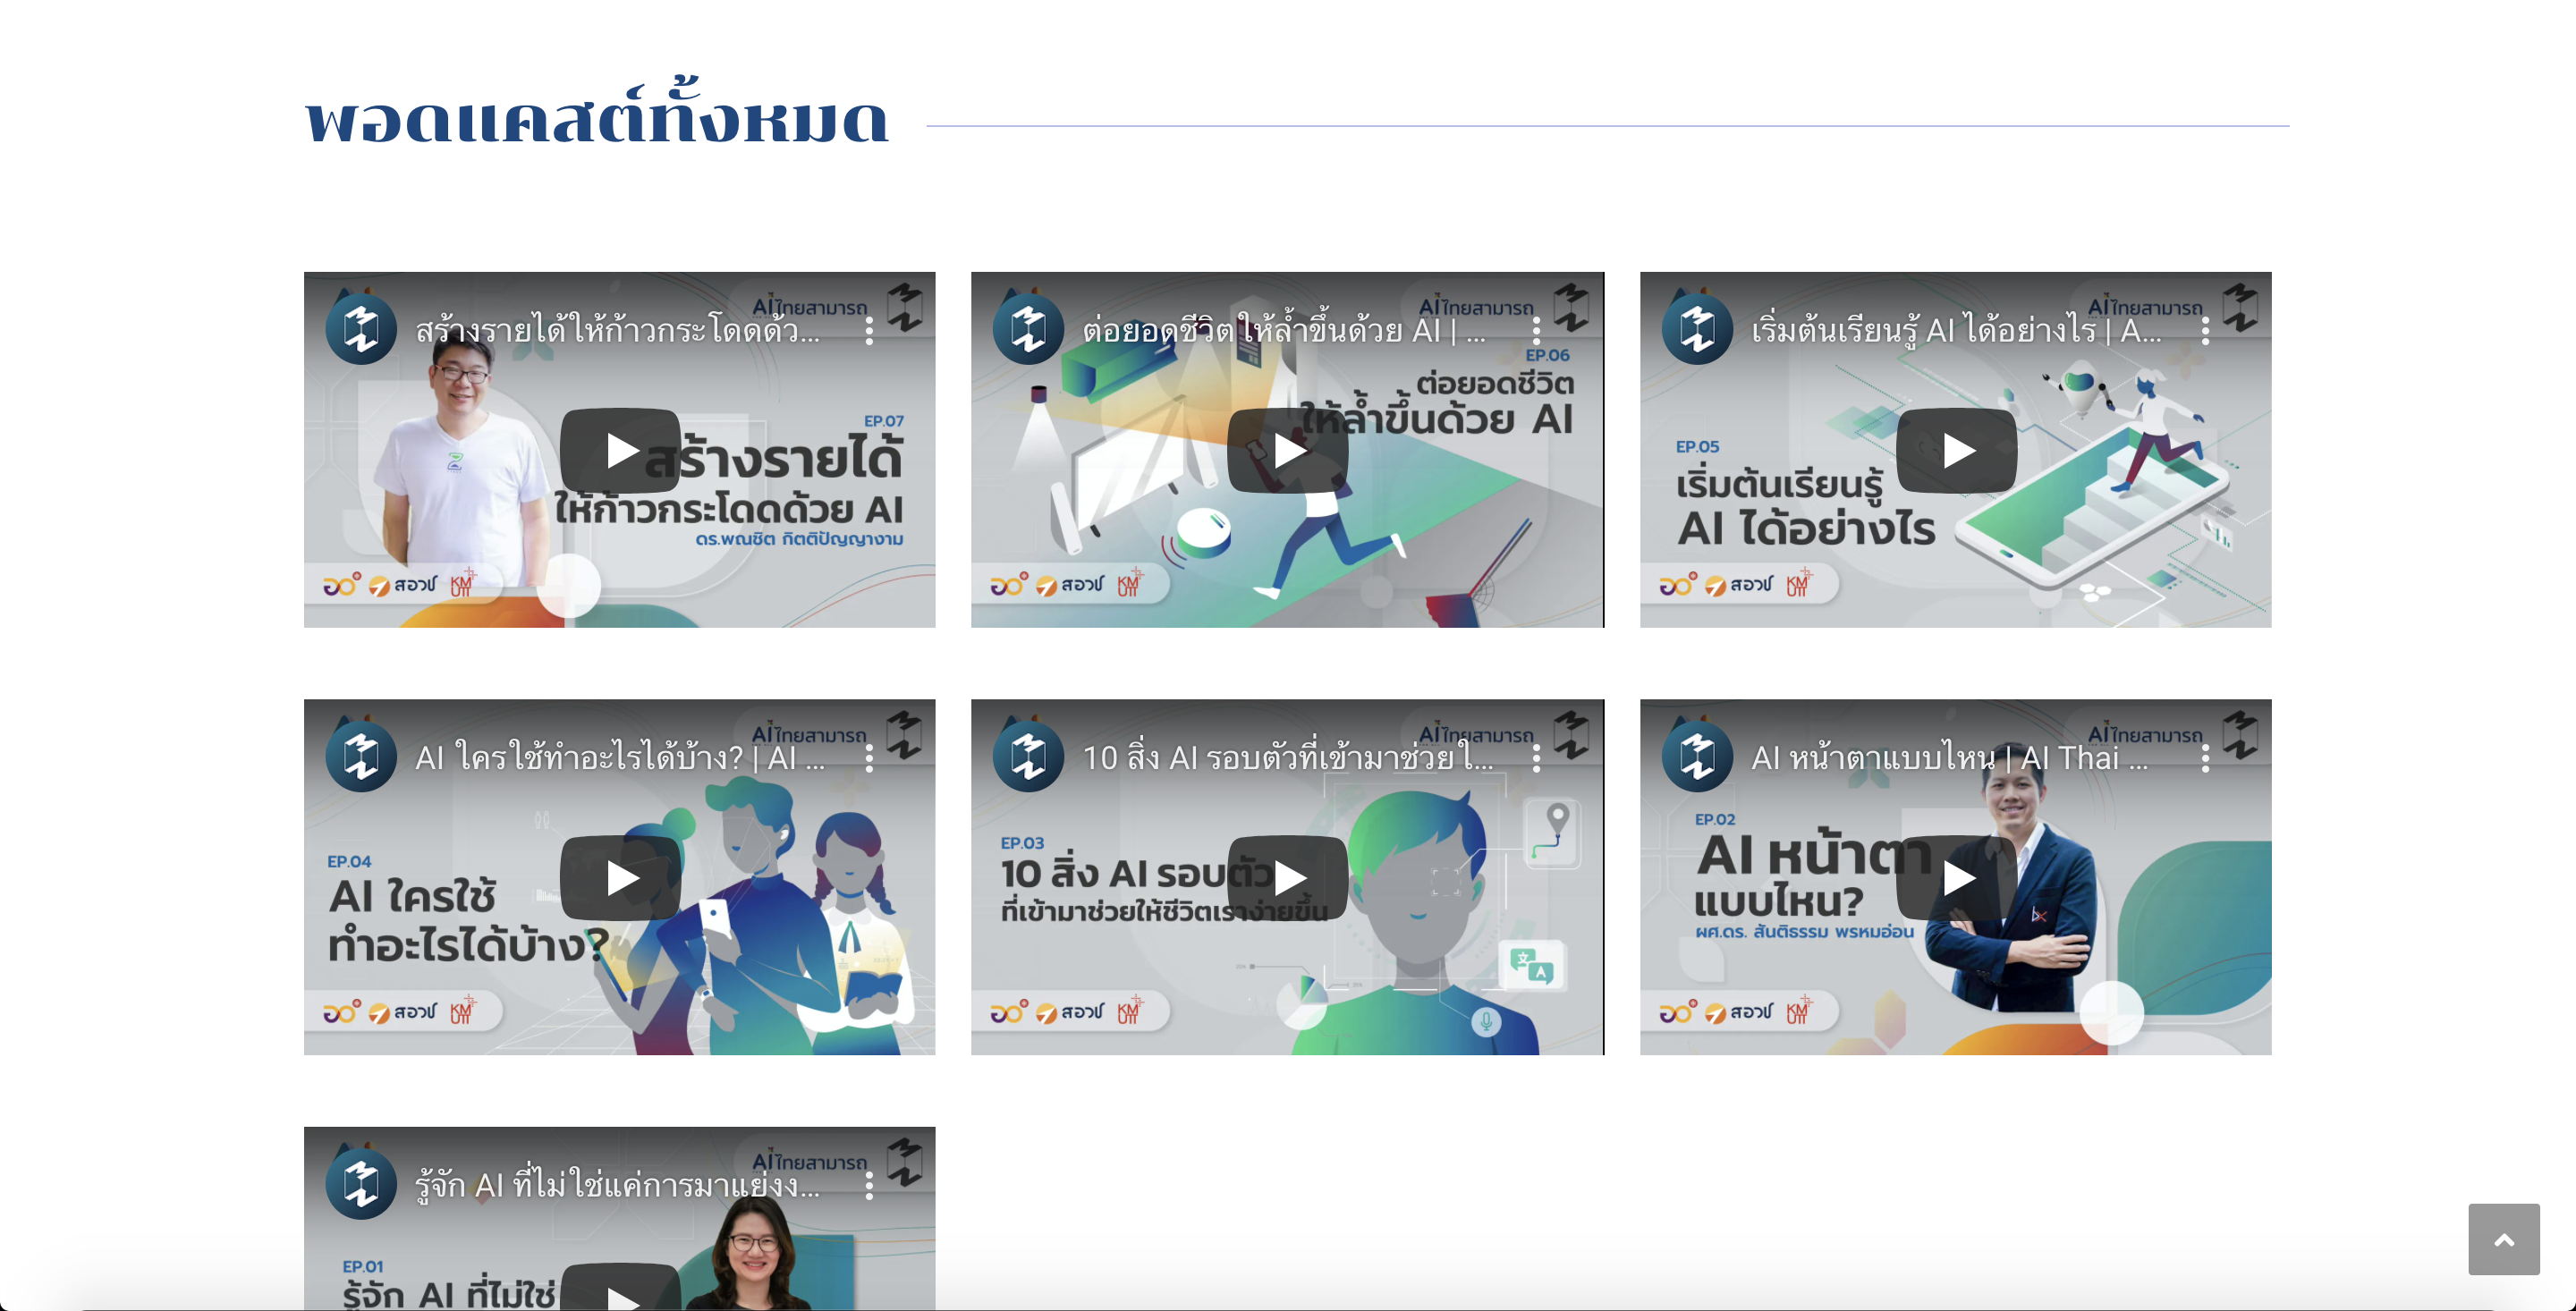 พอดแคสต์ทั้งหมด
AIไทยสามารถ
สร้างรายได้ให้ก้าวกระโดดด้ว...
EP.07
สร้างรายได้
ให้ก้าวกระโดดด้วย AI
ดร.พณชิต กิตติปัญญางาม
สอวช KMUTT
AIไทยสามารถ
ต่อยอดชีวิตให้ล้ำขึ้นด้วย AI | ...
EP.06
ต่อยอดชีวิต
ให้ล้ำขึ้นด้วย AI
สอวช KMUTT
AIไทยสามารถ
เริ่มต้นเรียนรู้ AI ได้อย่างไร | A...
EP.05
เริ่มต้นเรียนรู้
AI ได้อย่างไร
สอวช KMUTT
AIไทยสามารถ
AI ใครใช้ทำอะไรได้บ้าง? | AI ...
EP.04
AI ใครใช้
ทำอะไรได้บ้าง?
สอวช KMUTT
AIไทยสามารถ
10 สิ่ง AI รอบตัวที่เข้ามาช่วยใ...
EP.03
10 สิ่ง AI รอบตัว
ที่เข้ามาช่วยให้ชีวิตเราง่ายขึ้น
สอวช KMUTT
AIไทยสามารถ
AI หน้าตาแบบไหน | AI Thai ...
EP.02
AI หน้าตา
แบบไหน?
ผศ.ดร. สันติธรรม พรหมอ่อน
สอวช KMUTT
AIไทยสามารถ
รู้จัก AI ที่ไม่ใช่แค่การมาแย่งง...
EP.01
รู้จัก AI ที่ไม่ใช่